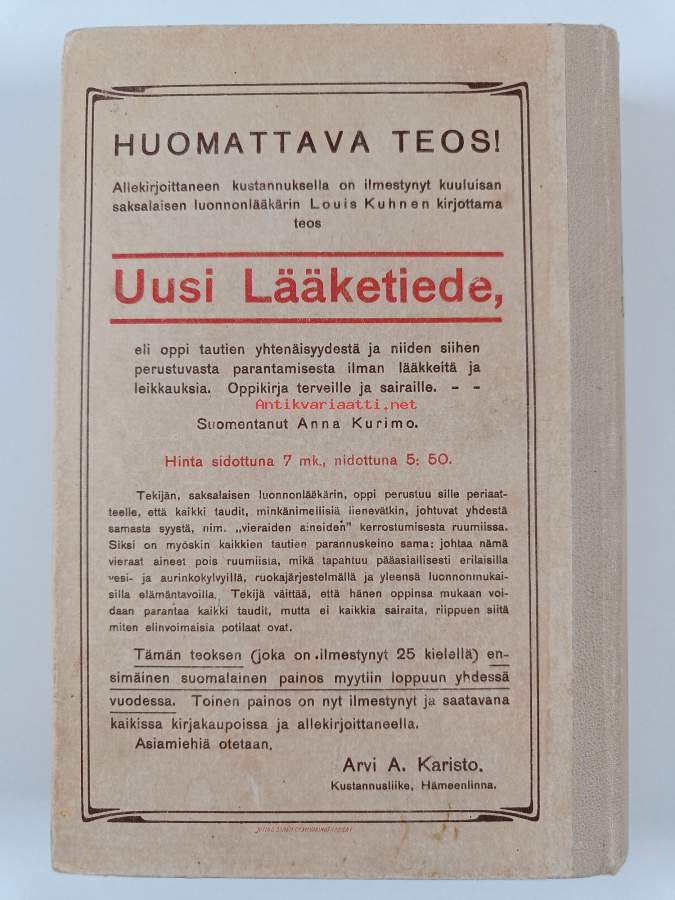 HUOMATTAVA TEOS!
Allekirjoittaneen kustannuksella on ilmestynyt kuuluisan
saksalaisen luonnonlääkärin Louis Kuhnen kirjottama
teos
Uusi Lääketiede,
eli oppi tautien yhtenäisyydestä ja niiden siihen
perustuvasta parantamisesta ilman lääkkeitä ja
leikkauksia. Oppikirja terveille ja sairaille. – –
Antikvariaatti.net
Suomentanut Anna Kurimo.
Hinta sidottuna 7 mk., nidottuna 5: 50.
Tekijän, saksalaisen luonnonlääkärin, oppi perustuu sille periaat-
teelle, että kaikki taudit, minkänimellisiä lienevätkin, johtuvat yhdestä
samasta syystä, nim. „vieraiden aineiden" kerrostumisesta ruumiissa.
Siksi on myöskin kaikkien tautien parannuskeino sama: johtaa nämä
vieraat aineet pois ruumiista, mikä tapahtuu pääasiallisesti erilaisilla
vesi- ja aurinkokylvyillä, ruokajärjestelmällä ja yleensä luonnonmukai-
silla elämäntavoilla. Tekijä väittää, että hänen oppinsa mukaan voi-
daan parantaa kaikki taudit, mutta ei kaikkia sairaita, riippuen siitä
miten elinvoimaisia potilaat ovat.
Tämän teoksen (joka on ilmestynyt 25 kielellä) en-
simäinen suomalainen painos myytiin loppuun yhdessä
vuodessa. Toinen painos on nyt ilmestynyt ja saatavana
kaikissa kirjakaupoissa ja allekirjoittaneella.
Asiamiehiä otetaan.
Arvi A. Karisto.
Kustannusliike, Hämeenlinna.